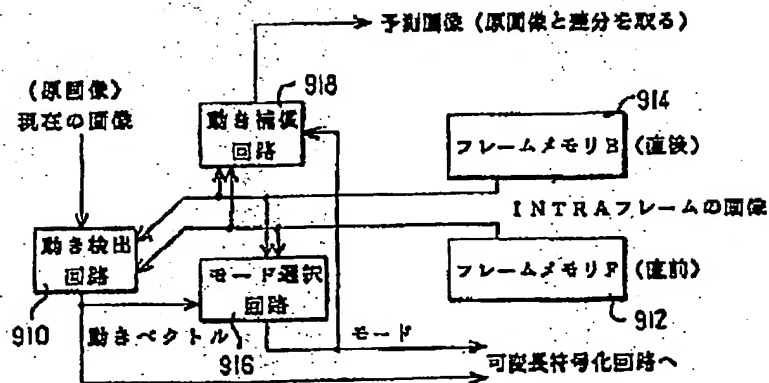 予測画像(原画像と差分を取る)
(原画像)
現在の画像
918
動き補償
回路
914
フレームメモリB
(直後)
INTRAフレームの画像
動き検出
回路
910
モード選択
回路
916
フレームメモリF
(直前)
912
動きベクトル
モード
可変長符号化回路へ